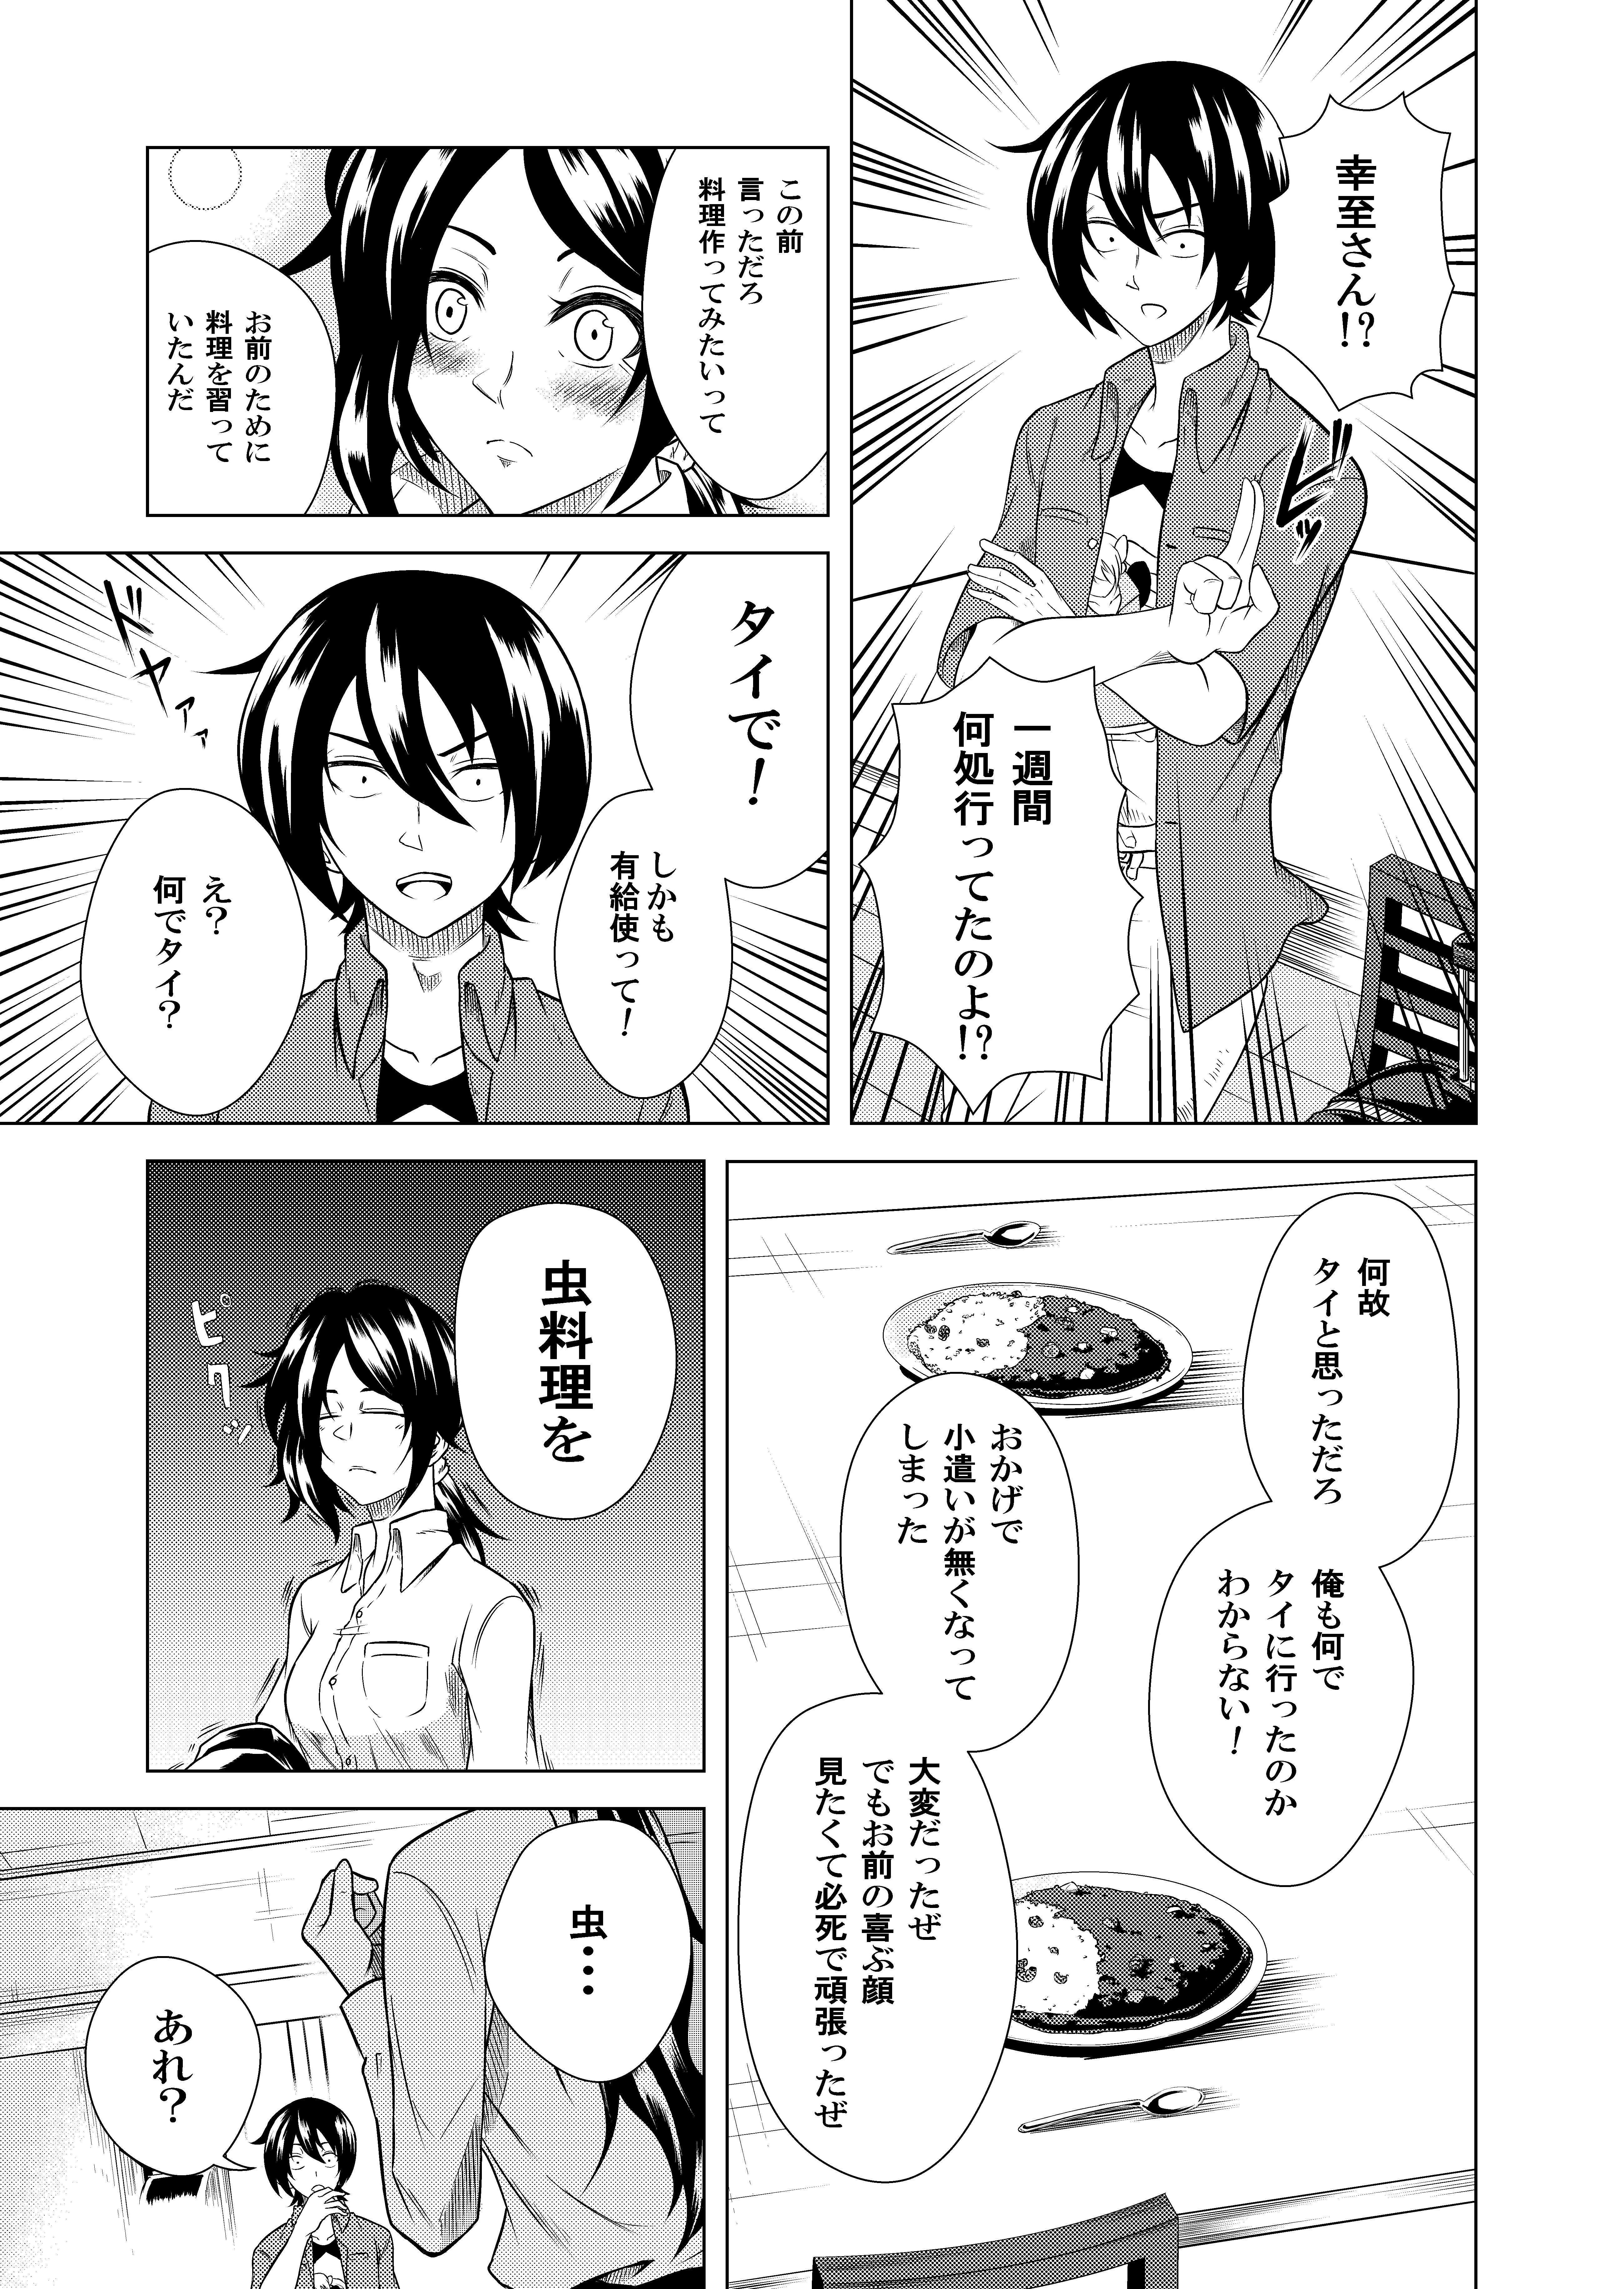 幸至さん!?
ビッ
一週間
何処行ってたのよ!?
この前
言っただろ
料理作ってみたいって
お前のために
料理を習って
いたんだ
タイで!
しかも
有給使って!
ドヤァァ
え?
何でタイ?
何故
タイと思っただろ
俺も何で
タイに行ったのか
わからない!
おかげで
小遣いが無くなって
しまった
大変だったぜ
でもお前の喜ぶ顔
見たくて必死で頑張ったぜ
虫料理を
ピクッ
虫…
あれ?